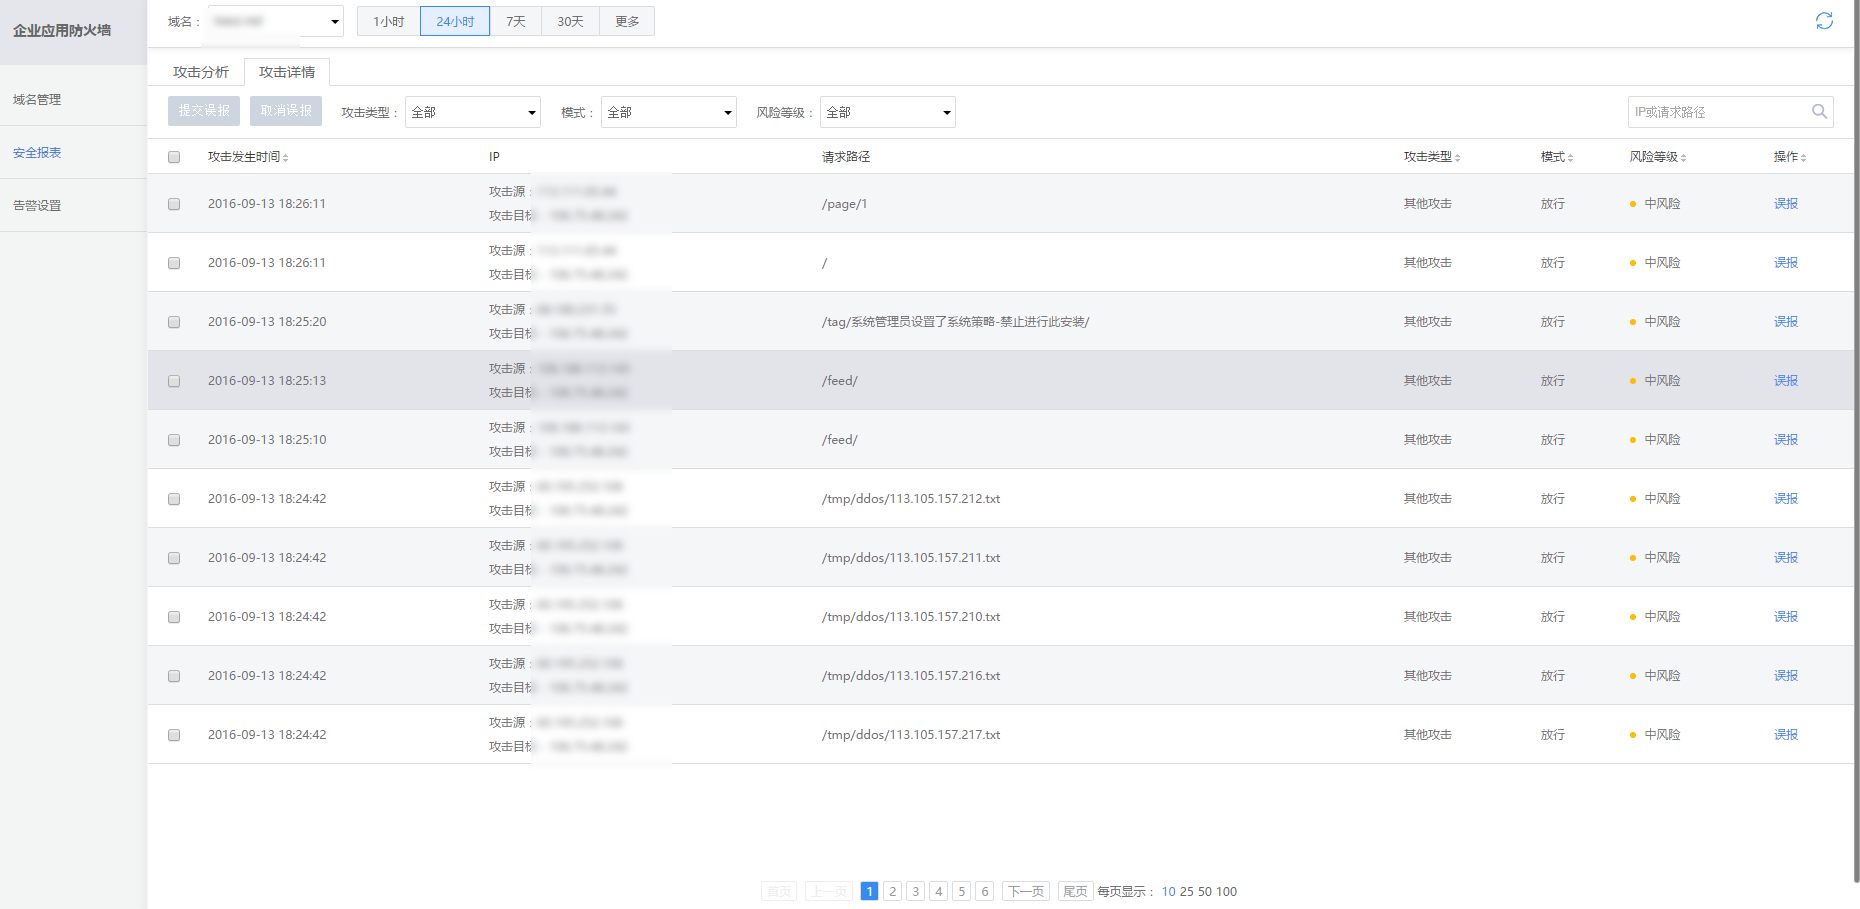 企业应用防火墙
域名管理
安全报表
告警设置
域名：
1小时 24小时 7天 30天 更多
攻击分析 攻击详情
提交误报 取消误报 攻击类型： 全部 模式： 全部 风险等级： 全部 IP或请求路径
攻击发生时间 IP 请求路径 攻击类型 模式 风险等级 操作
攻击源：
2016-09-13 18:26:11 /page/1 其他攻击 放行 中风险 误报
攻击目标
攻击源：
2016-09-13 18:26:11 / 其他攻击 放行 中风险 误报
攻击目标
攻击源：
2016-09-13 18:25:20 /tag/系统管理员设置了系统策略-禁止进行此安装/ 其他攻击 放行 中风险 误报
攻击目标
攻击源：
2016-09-13 18:25:13 /feed/ 其他攻击 放行 中风险 误报
攻击目标
攻击源：
2016-09-13 18:25:10 /feed/ 其他攻击 放行 中风险 误报
攻击目标
攻击源：
2016-09-13 18:24:42 /tmp/ddos/113.105.157.212.txt 其他攻击 放行 中风险 误报
攻击目标
攻击源：
2016-09-13 18:24:42 /tmp/ddos/113.105.157.211.txt 其他攻击 放行 中风险 误报
攻击目标
攻击源：
2016-09-13 18:24:42 /tmp/ddos/113.105.157.210.txt 其他攻击 放行 中风险 误报
攻击目标
攻击源：
2016-09-13 18:24:42 /tmp/ddos/113.105.157.216.txt 其他攻击 放行 中风险 误报
攻击目标
攻击源：
2016-09-13 18:24:42 /tmp/ddos/113.105.157.217.txt 其他攻击 放行 中风险 误报
攻击目标
首页 上一页 1 2 3 4 5 6 下一页 尾页 每页显示： 10 25 50 100